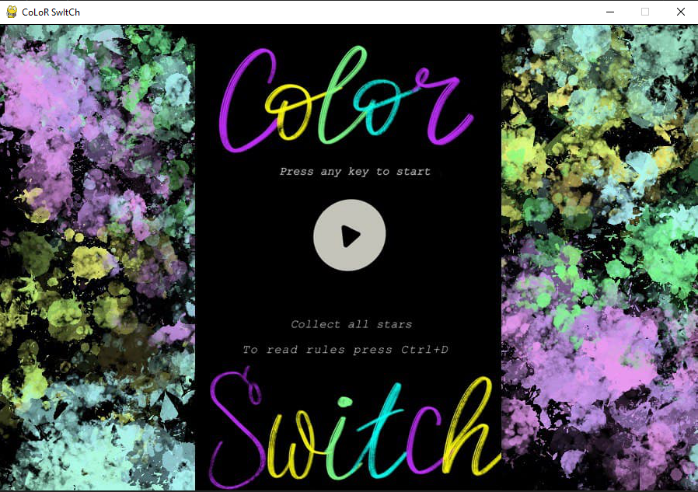 CoLoR SwitCh
Color
Press any key to start
Collect all stars
To read rules press Ctrl+D
Switch